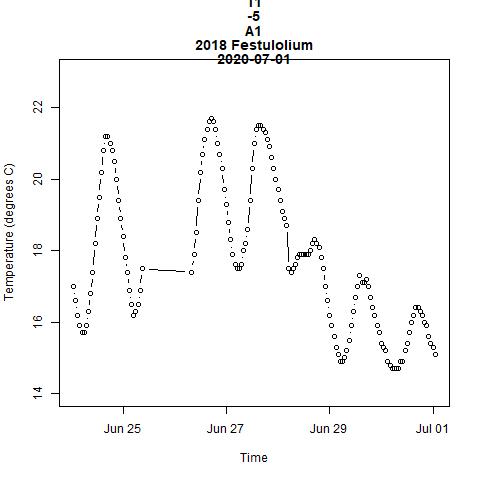 T1
-5
A1
2018 Festulolium
2020-07-01
Temperature (degrees C)
22
20
18
16
14
Jun 25
Jun 27
Jun 29
Jul 01
Time